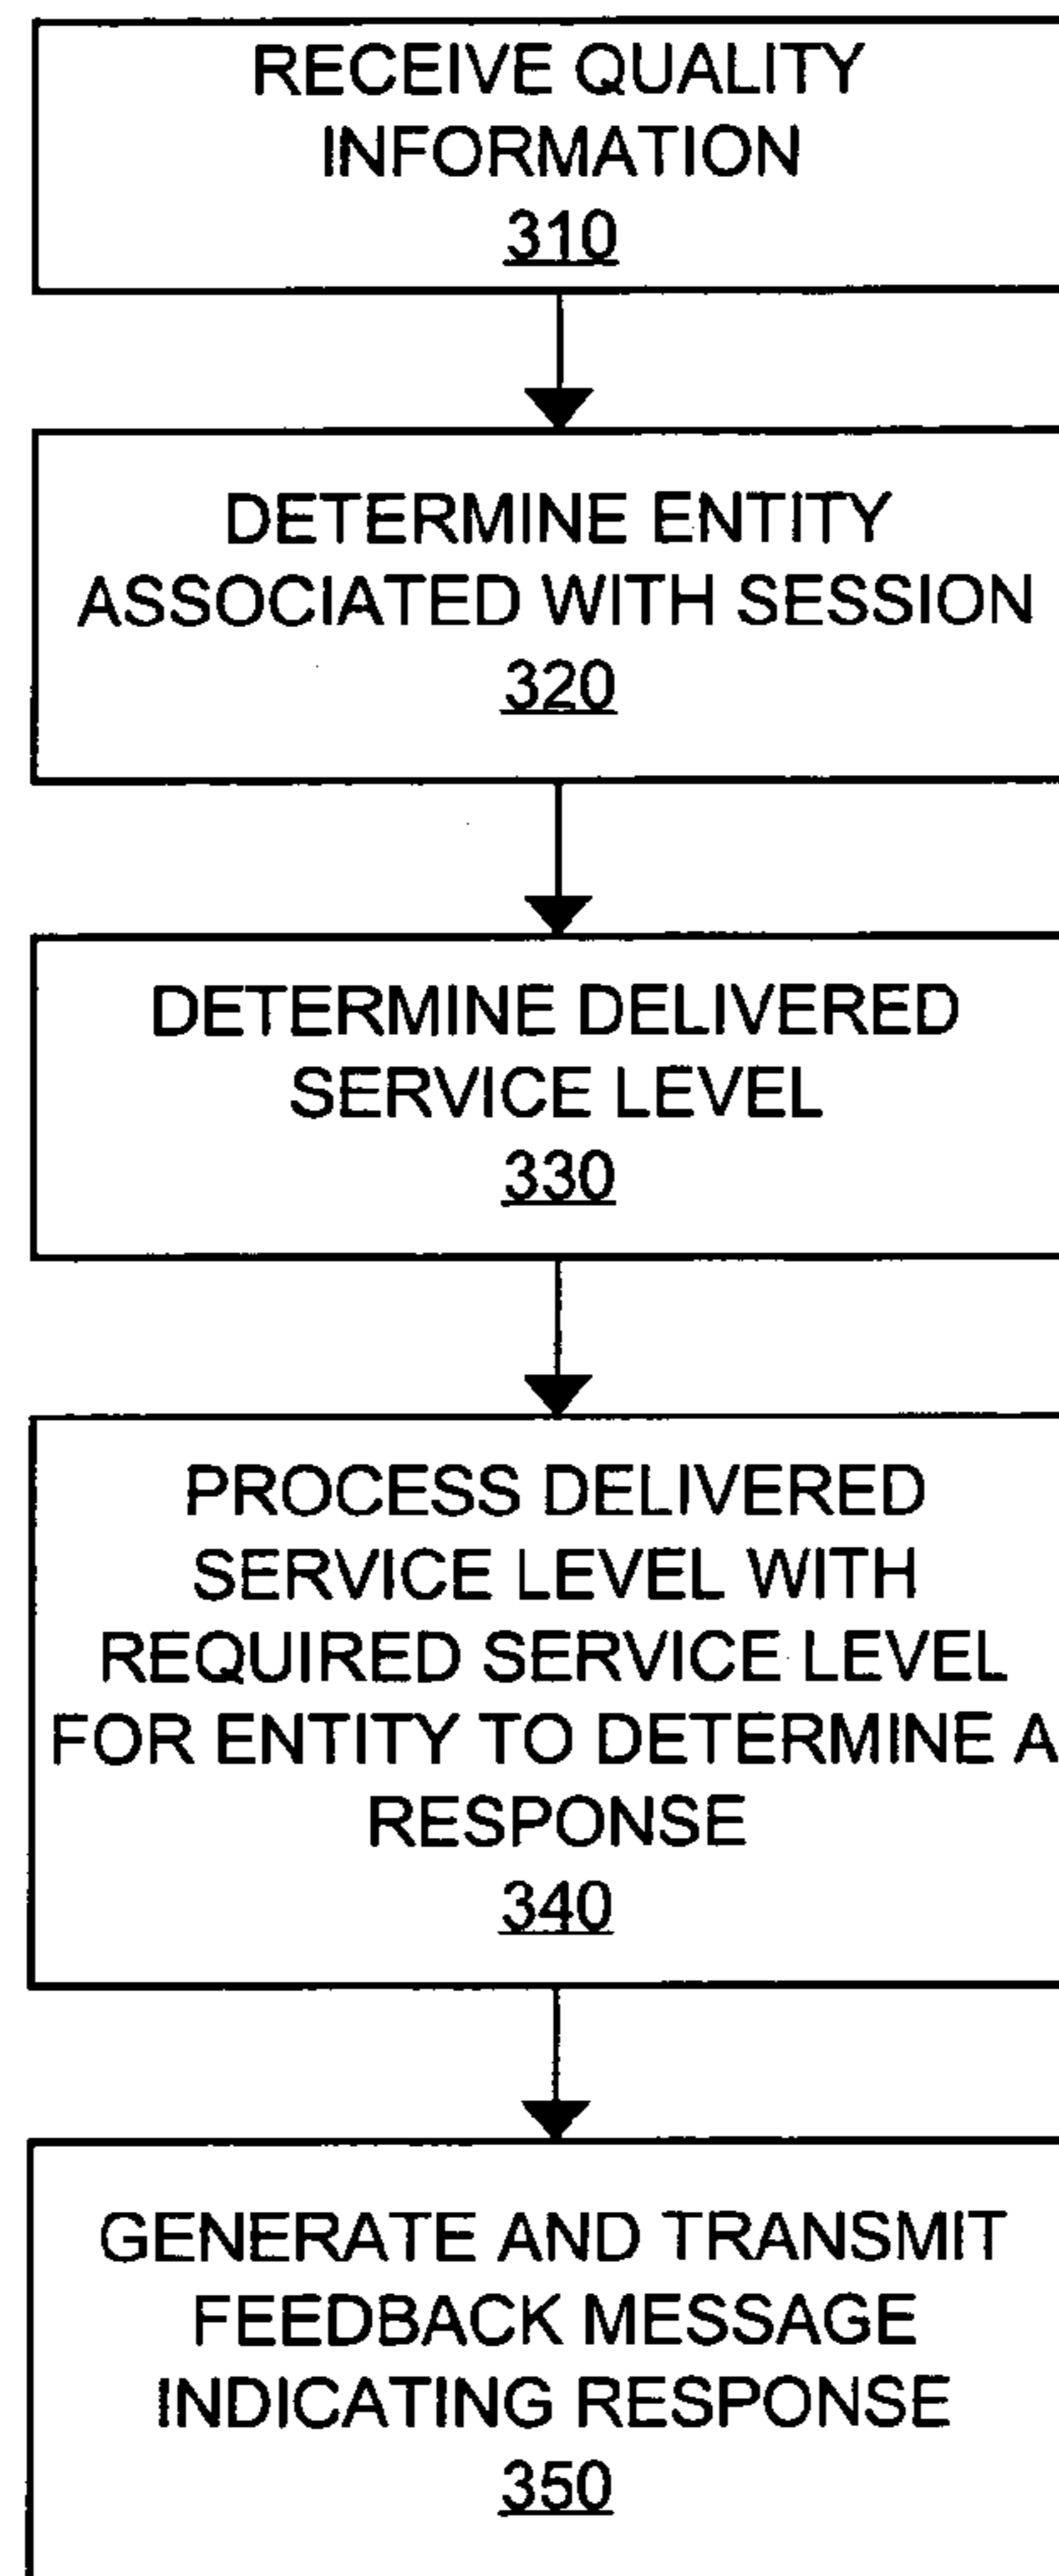 RECEIVE QUALITY
INFORMATION
310
DETERMINE ENTITY
ASSOCIATED WITH SESSION
320
DETERMINE DELIVERED
SERVICE LEVEL
330
PROCESS DELIVERED
SERVICE LEVEL WITH
REQUIRED SERVICE LEVEL
FOR ENTITY TO DETERMINE A
RESPONSE
340
GENERATE AND TRANSMIT
FEEDBACK MESSAGE
INDICATING RESPONSE
350